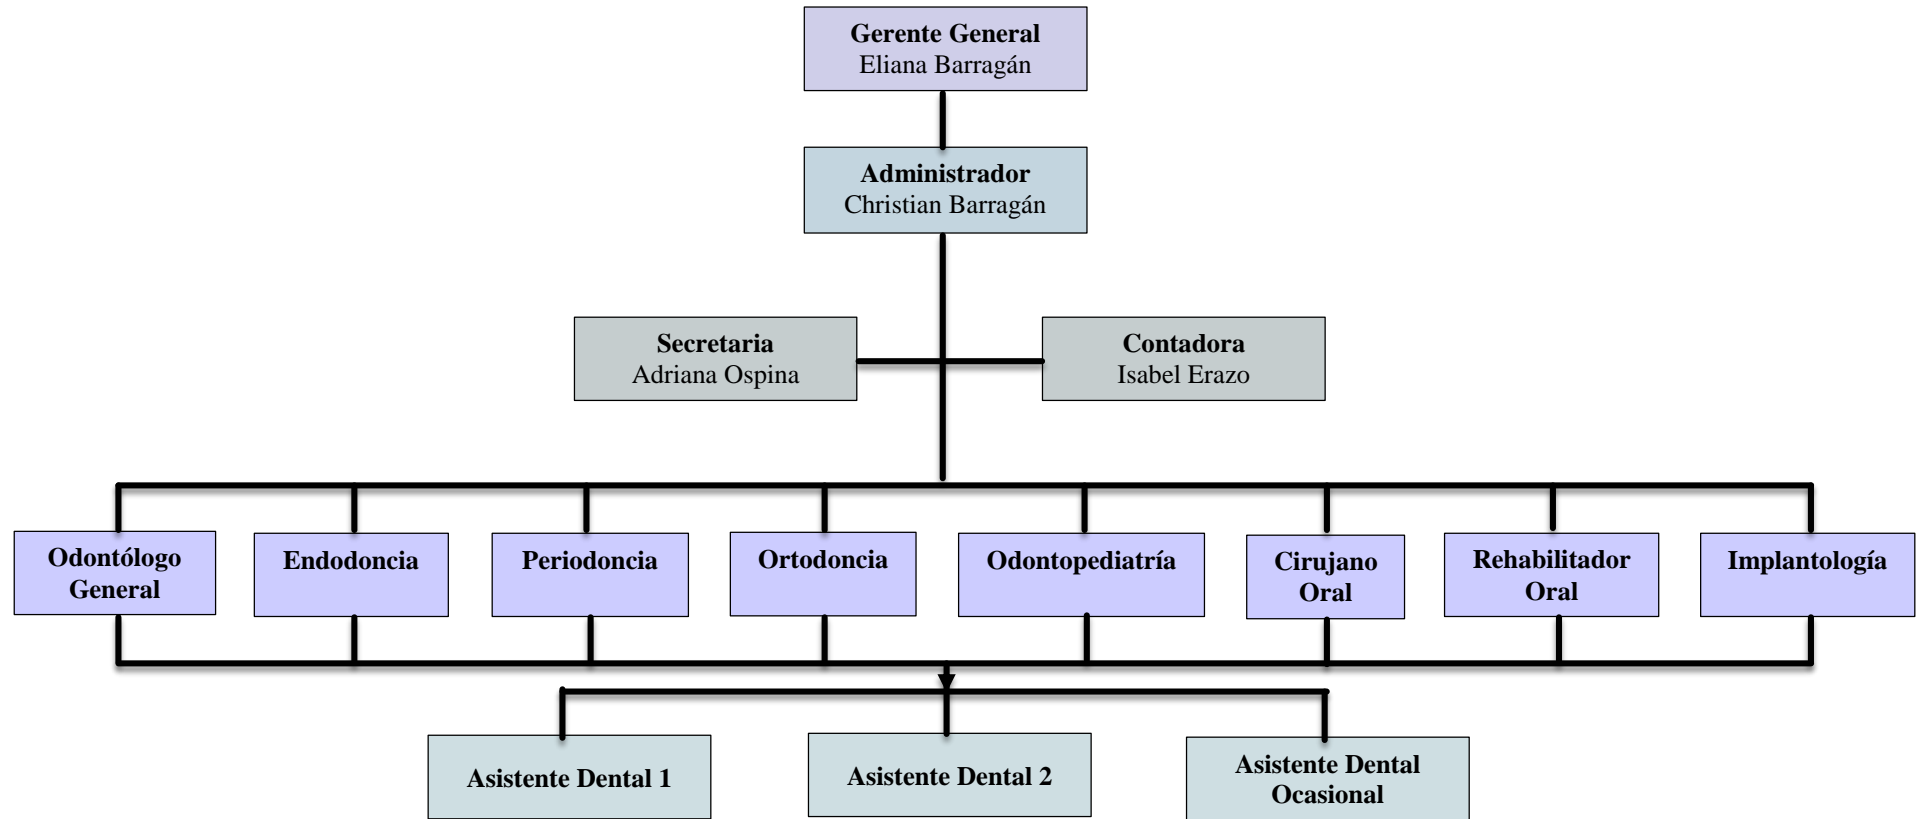 Gerente General
Eliana Barragán
Administrador
Christian Barragán
Secretaria
Adriana Ospina
Contadora
Isabel Erazo
Odontólogo
General
Endodoncia
Periodoncia
Ortodoncia
Odontopediatría
Cirujano
Oral
Rehabilitador
Oral
Implantología
Asistente Dental 1
Asistente Dental 2
Asistente Dental
Ocasional